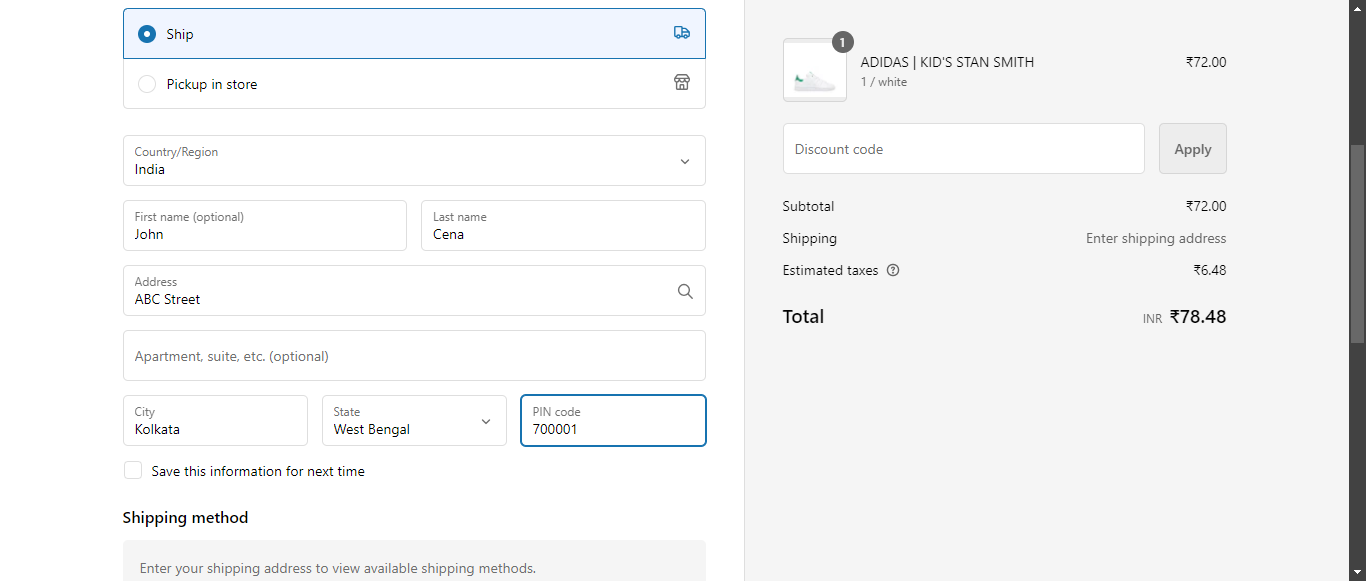 Ship
Pickup in store
Country/Region
India
First name (optional)
John
Last name
Cena
Address
ABC Street
Apartment, suite, etc. (optional)
City
Kolkata
State
West Bengal
PIN code
700001
Save this information for next time
Shipping method
Enter your shipping address to view available shipping methods.
1
ADIDAS | KID'S STAN SMITH ₹72.00
1 / white
Discount code Apply
Subtotal ₹72.00
Shipping Enter shipping address
Estimated taxes ? ₹6.48
Total INR ₹78.48